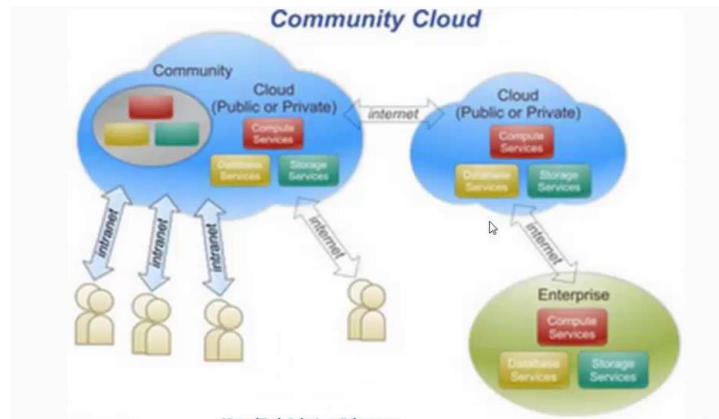 Community Cloud
Community
Cloud
(Public or Private)
Compute
Services
Database
Services
Storage
Services
internet
Cloud
(Public or Private)
Compute
Services
Database
Services
Storage
Services
intranet
intranet
intranet
internet
internet
Enterprise
Compute
Services
Database
Services
Storage
Services